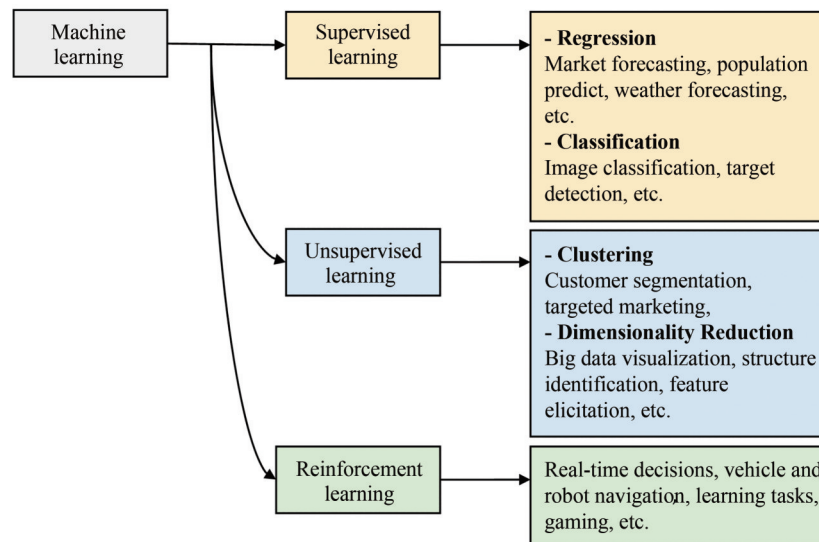 Machine
learning
Supervised
learning
- Regression
Market forecasting, population
predict, weather forecasting,
etc.
- Classification
Image classification, target
detection, etc.
Unsupervised
learning
- Clustering
Customer segmentation,
targeted marketing,
- Dimensionality Reduction
Big data visualization, structure
identification, feature
elicitation, etc.
Reinforcement
learning
Real-time decisions, vehicle and
robot navigation, learning tasks,
gaming, etc.